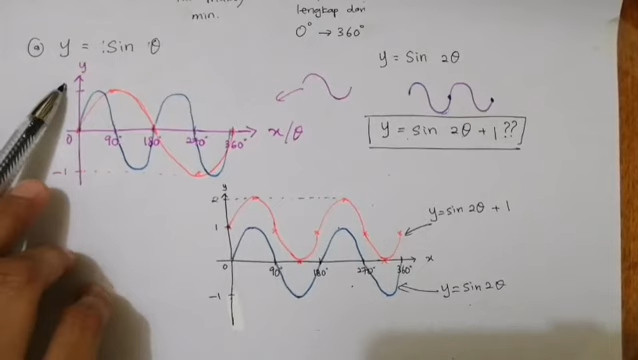 min.
lengkap dari
0° → 360°
ⓐ y = sin θ
y = sin 2θ
y = sin 2θ + 1??
y
0
90°
180°
270°
360°
x/θ
-1
y
2
1
0
90°
180°
270°
360°
x
-1
y = sin 2θ + 1
y = sin 2θ